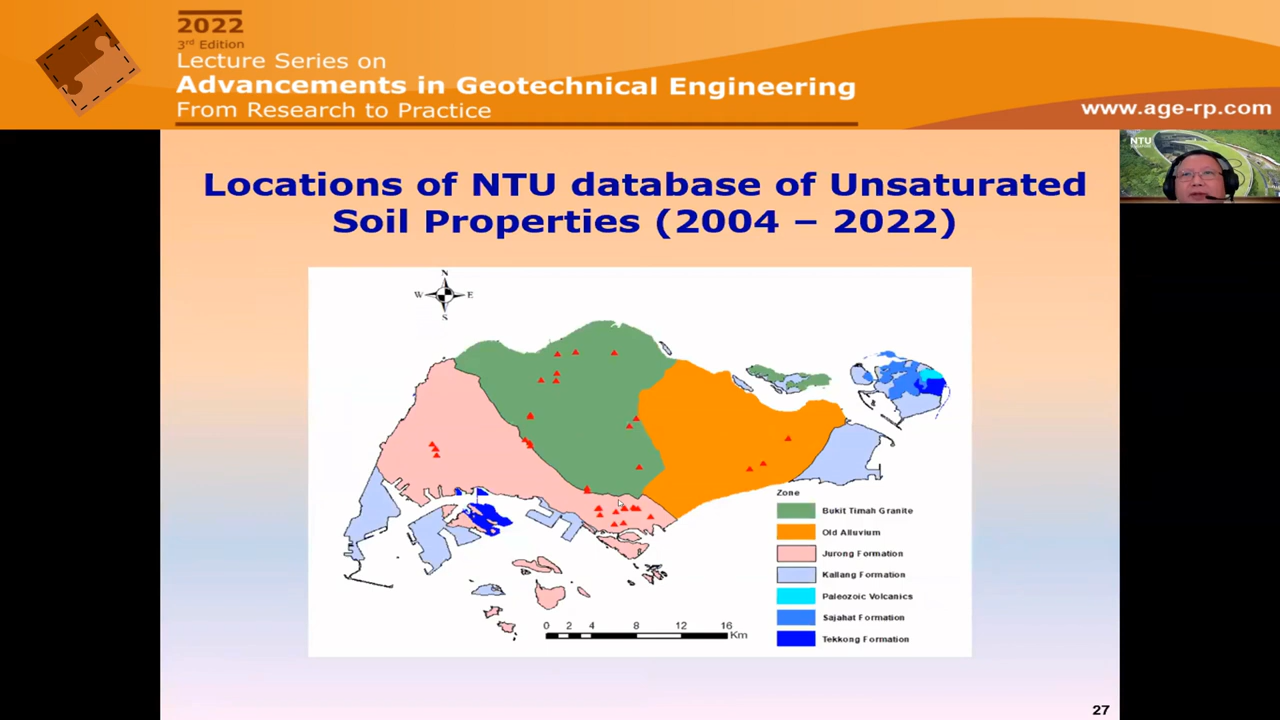 2022
3rd Edition
Lecture Series on
Advancements in Geotechnical Engineering
From Research to Practice
www.age-rp.com
NTU
Locations of NTU database of Unsaturated
Soil Properties (2004 – 2022)
N
W E
S
Zone
Bukit Timah Granite
Old Alluvium
Jurong Formation
Kallang Formation
Paleozoic Volcanics
Sajahat Formation
Tekkong Formation
0 2 4 8 12 16
Km
27